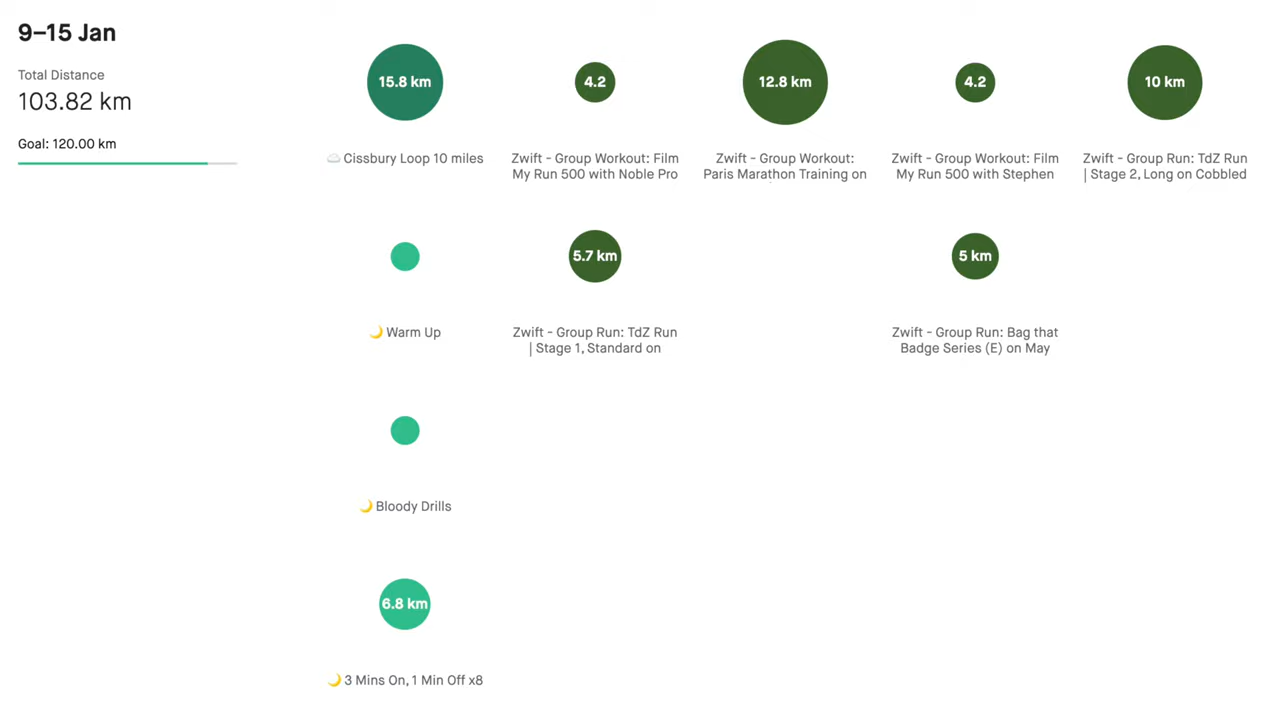 9–15 Jan
Total Distance
103.82 km
Goal: 120.00 km
15.8 km
Cissbury Loop 10 miles
4.2
Zwift - Group Workout: Film
My Run 500 with Noble Pro
12.8 km
Zwift - Group Workout:
Paris Marathon Training on
4.2
Zwift - Group Workout: Film
My Run 500 with Stephen
10 km
Zwift - Group Run: TdZ Run
| Stage 2, Long on Cobbled
Warm Up
5.7 km
Zwift - Group Run: TdZ Run
| Stage 1, Standard on
5 km
Zwift - Group Run: Bag that
Badge Series (E) on May
Bloody Drills
6.8 km
3 Mins On, 1 Min Off x8